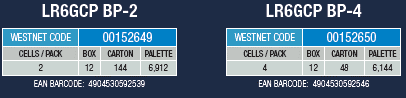 LR6GCP BP-2
WESTNET CODE 00152649
CELLS / PACK BOX CARTON PALETTE
2 12 144 6,912
EAN BARCODE: 4904530592539
LR6GCP BP-4
WESTNET CODE 00152650
CELLS / PACK BOX CARTON PALETTE
4 12 48 6,144
EAN BARCODE: 4904530592546